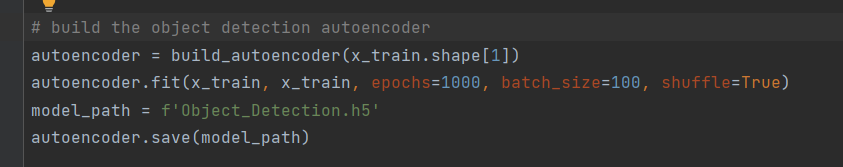 # build the object detection autoencoder
autoencoder = build_autoencoder(x_train.shape[1])
autoencoder.fit(x_train, x_train, epochs=1000, batch_size=100, shuffle=True)
model_path = f'Object_Detection.h5'
autoencoder.save(model_path)